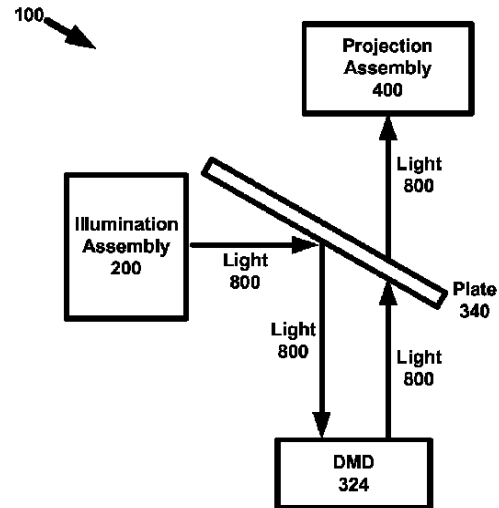 100
Projection
Assembly
400
Light
800
Illumination
Assembly
200
Light
800
Plate
340
Light
800
Light
800
DMD
324